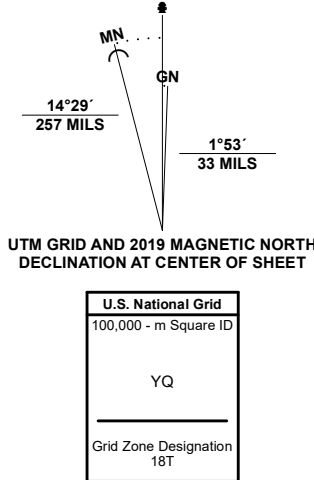 MN
GN
14°29´
257 MILS
1°53´
33 MILS
UTM GRID AND 2019 MAGNETIC NORTH
DECLINATION AT CENTER OF SHEET
U.S. National Grid
100,000 - m Square ID
YQ
Grid Zone Designation
18T